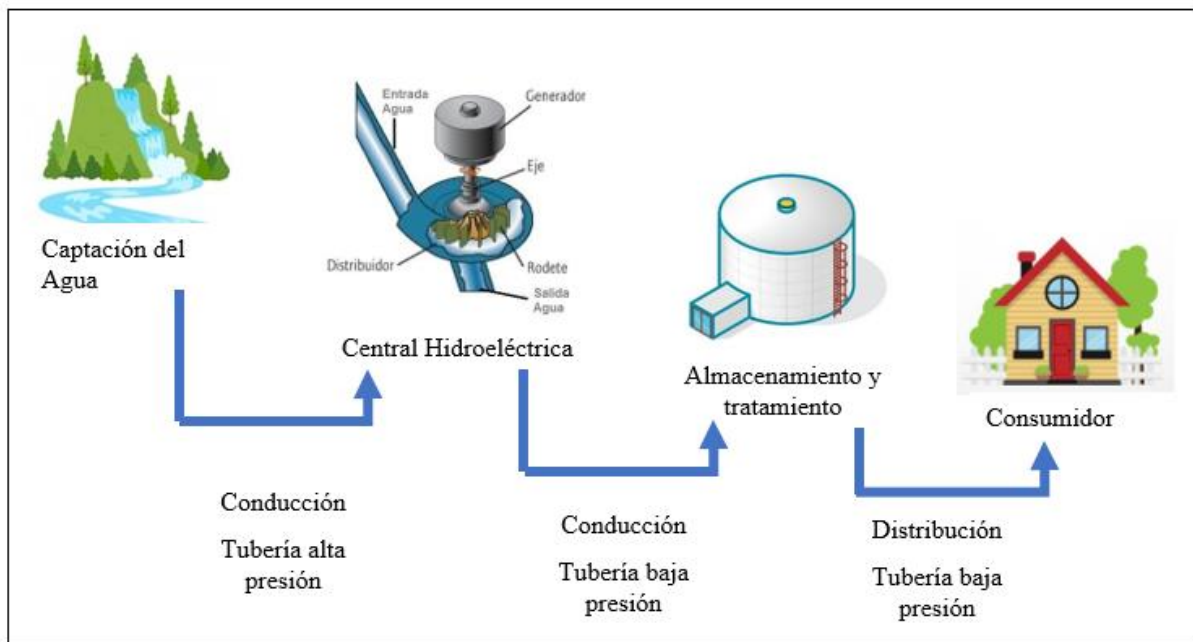 Captación del
Agua
Entrada
Agua
Generador
Eje
Distribuidor
Rodete
Salida
Agua
Central Hidroeléctrica
Almacenamiento y
tratamiento
Consumidor
Conducción
Tubería alta
presión
Conducción
Tubería baja
presión
Distribución
Tubería baja
presión